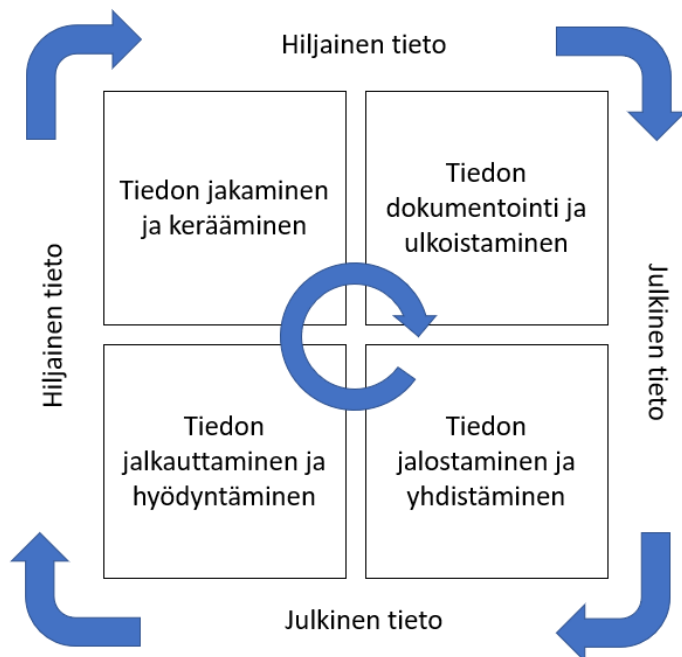 Hiljainen tieto
Tiedon jakaminen
ja kerääminen
Tiedon
dokumentointi ja
ulkoistaminen
Hiljainen tieto
Julkinen tieto
Tiedon
jalkauttaminen ja
hyödyntäminen
Tiedon
jalostaminen ja
yhdistäminen
Julkinen tieto